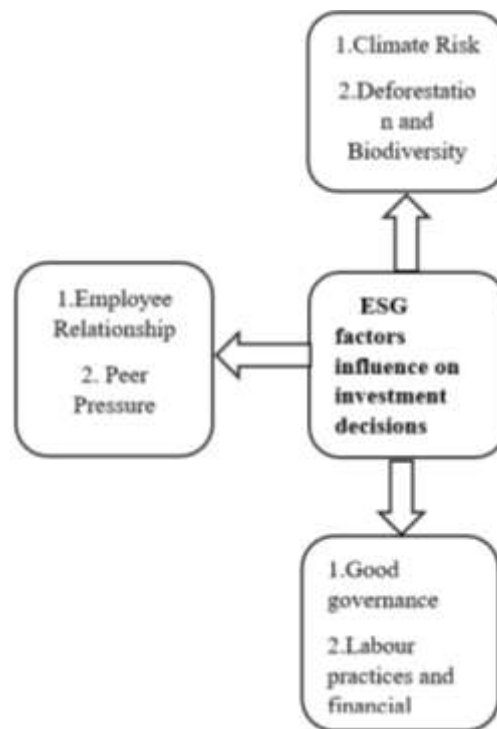 1.Climate Risk
2.Deforestatio
n and
Biodiversity
1.Employee
Relationship
2. Peer
Pressure
ESG
factors
influence on
investment
decisions
1.Good
governance
2.Labour
practices and
financial